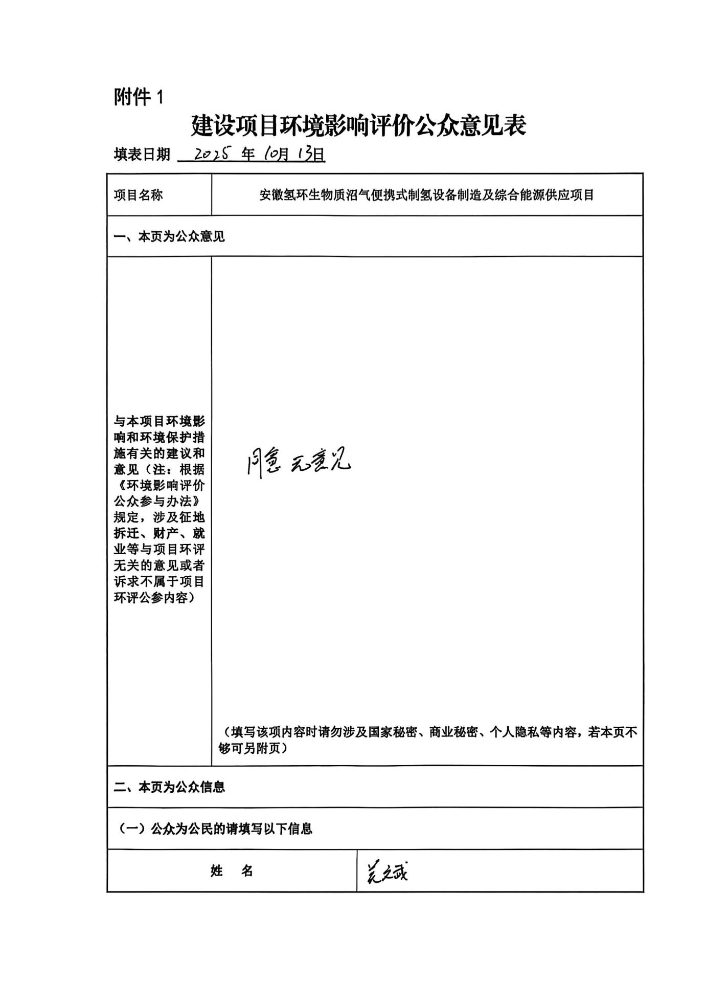 附件 1
建设项目环境影响评价公众意见表
填表日期 2025 年 10月 13日
项目名称 安徽氢环生物质沼气便携式制氢设备制造及综合能源供应项目
一、本页为公众意见
与本项目环境影
响和环境保护措
施有关的建议和
意见（注：根据
《环境影响评价
公众参与办法》
规定，涉及征地
拆迁、财产、就
业等与项目环评
无关的意见或者
诉求不属于项目
环评公参内容）
同意 无意见
（填写该项内容时请勿涉及国家秘密、商业秘密、个人隐私等内容，若本页不
够可另附页）
二、本页为公众信息
（一）公众为公民的请填写以下信息
姓 名